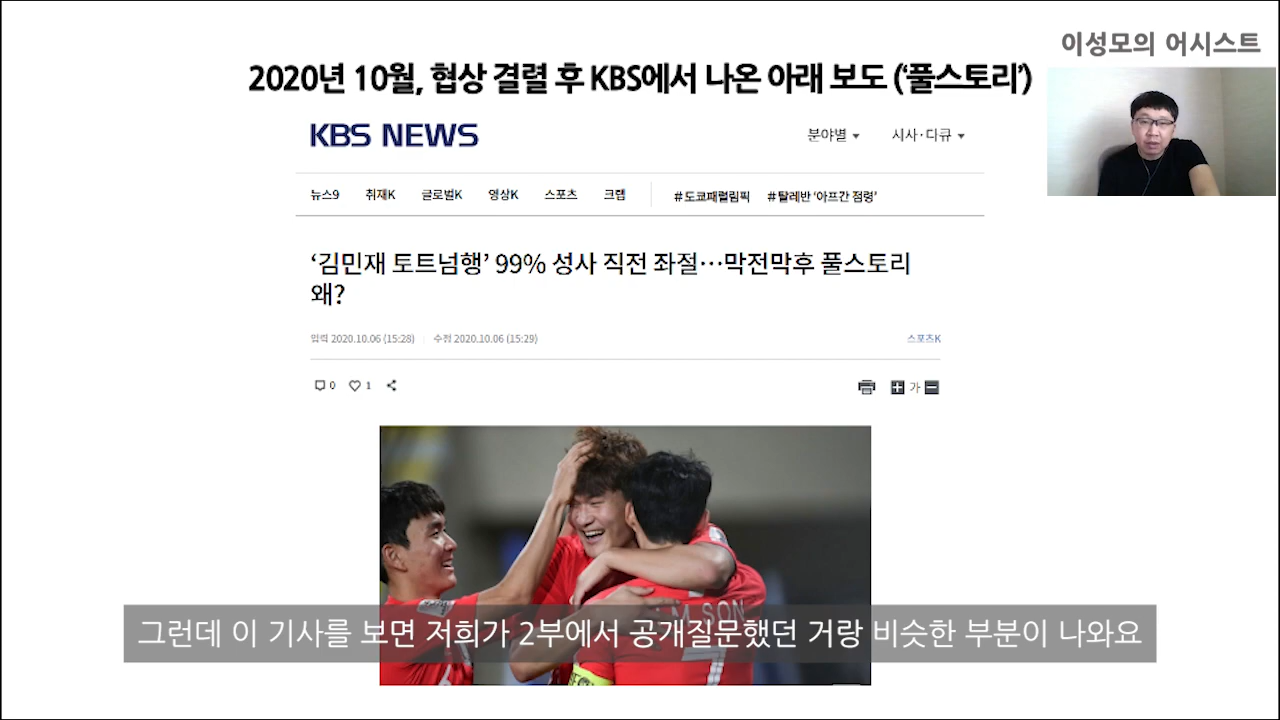 이성모의 어시스트
2020년 10월, 협상 결렬 후 KBS에서 나온 아래 보도 (‘풀스토리’)
KBS NEWS
분야별
시사·다큐
뉴스9 취재K 글로벌K 영상K 스포츠 크랩 #도쿄패럴림픽 #탈레반 ‘아프간 점령’
‘김민재 토트넘행’ 99% 성사 직전 좌절…막전막후 풀스토리
왜?
입력 2020.10.06 (15:28) 수정 2020.10.06 (15:29) 스포츠K
0 1 가
M SON
그런데 이 기사를 보면 저희가 2부에서 공개질문했던 거랑 비슷한 부분이 나와요
7